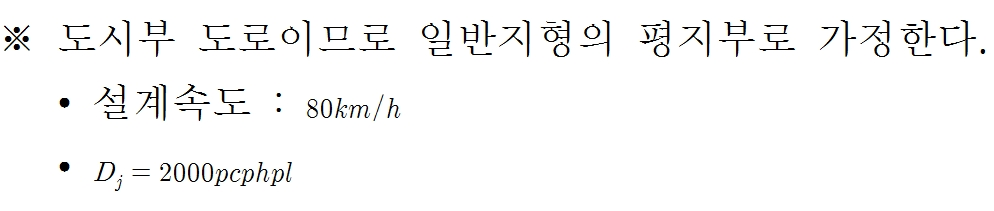 ※ 도시부 도로이므로 일반지형의 평지부로 가정한다.
• 설계속도 : 80km/h
• D_j = 2000pcphpl